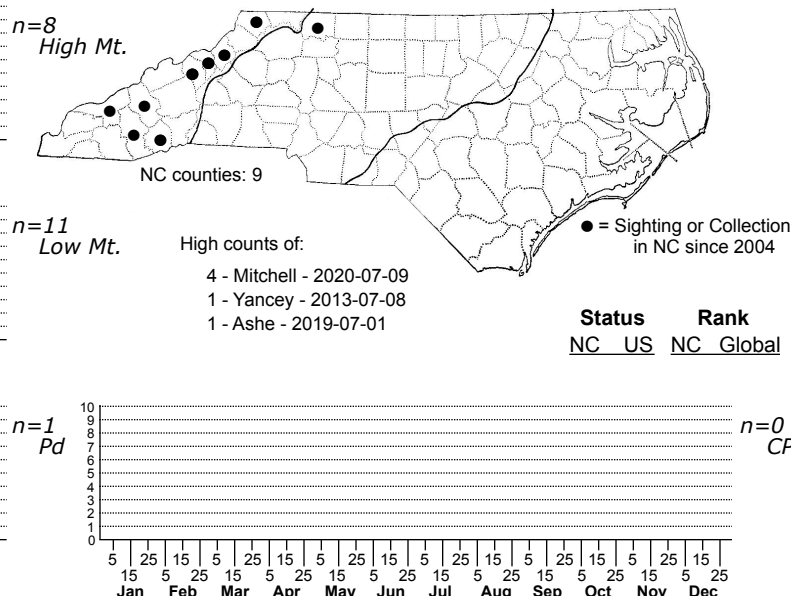 n=8
High Mt.
NC counties: 9
n=11
Low Mt.
High counts of:
4 - Mitchell - 2020-07-09
1 - Yancey - 2013-07-08
1 - Ashe - 2019-07-01
● = Sighting or Collection
in NC since 2004
Status Rank
NC US NC Global
n=1
Pd
n=0
CP
10
9
8
7
6
5
4
3
2
1
0
5 25 15 5 25 15 5 25 15 5 25 15 5 25 15 5 25 15
15 5 25 15 5 25 15 5 25 15 5 25 15 5 25 15 5 25
Jan Feb Mar Apr May Jun Jul Aug Sep Oct Nov Dec